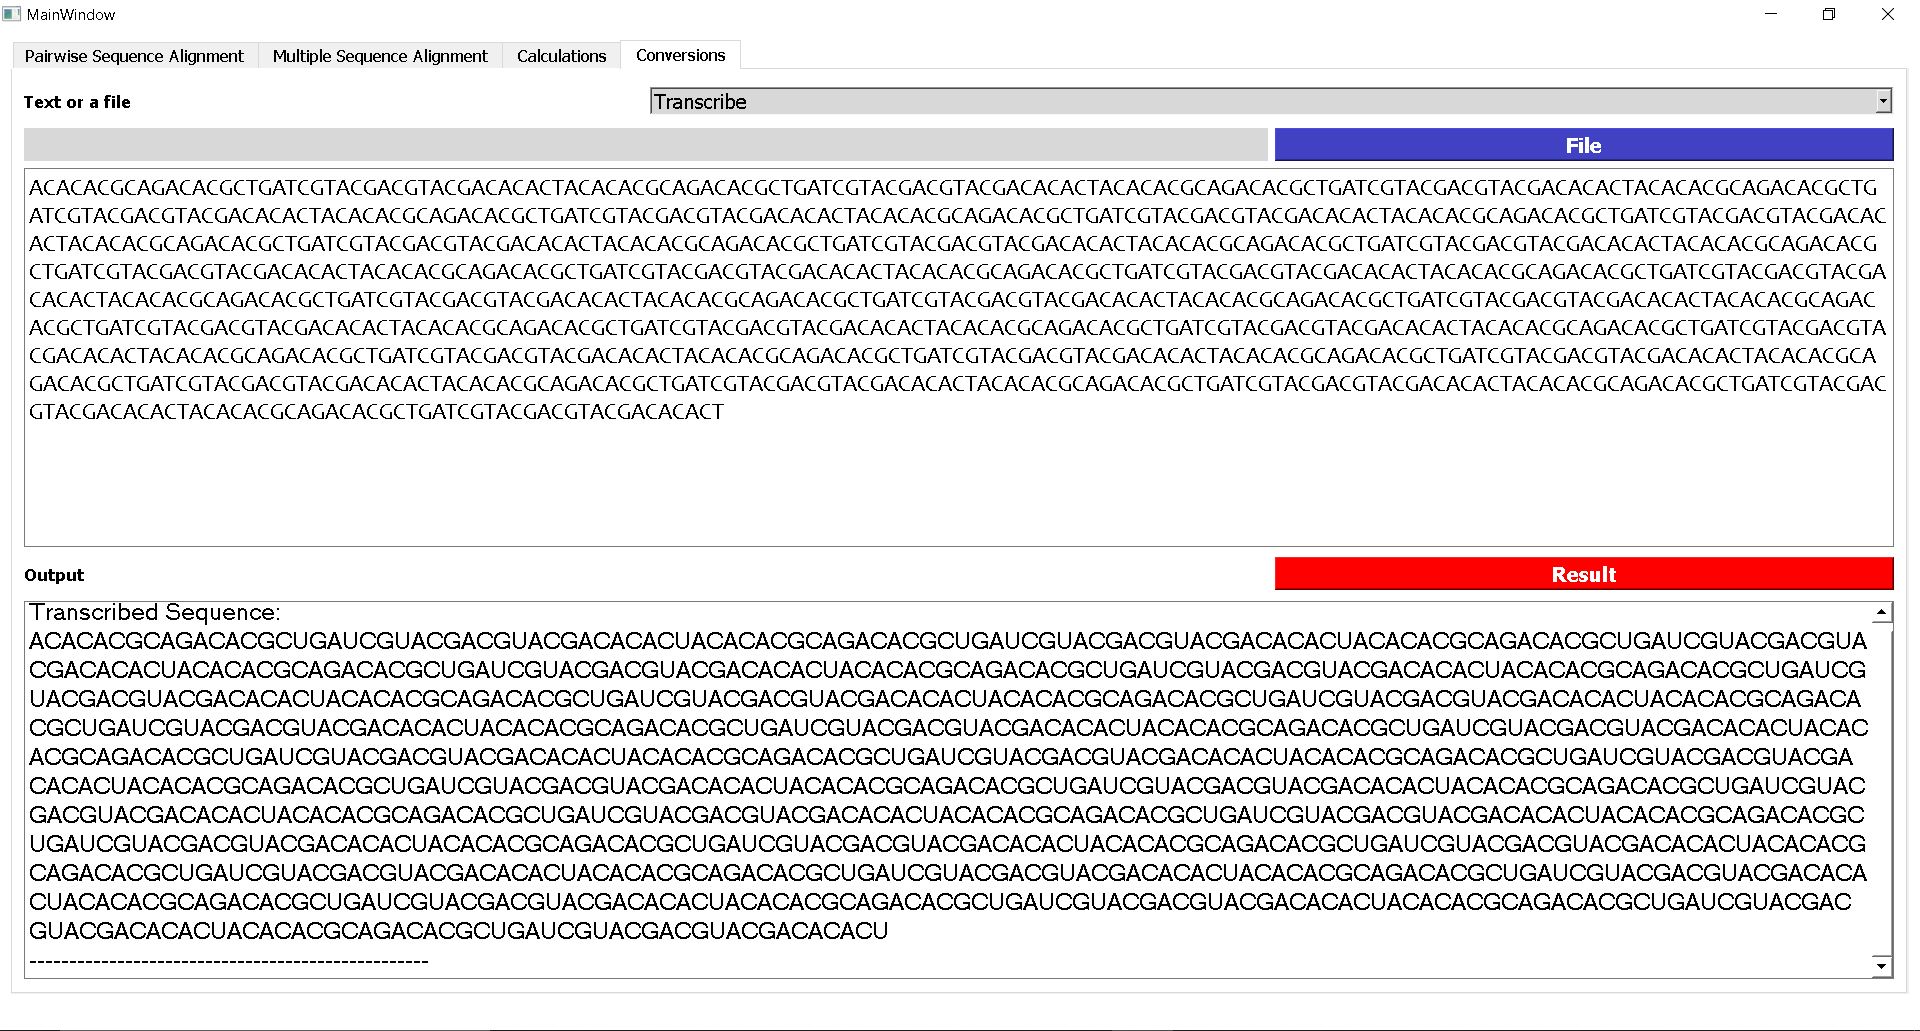 MainWindow
Pairwise Sequence Alignment Multiple Sequence Alignment Calculations Conversions
Text or a file Transcribe
File
ACACACGCAGACACGCTGATCGTACGACGTACGACACACTACACACGCAGACACGCTGATCGTACGACGTACGACACACTACACACGCAGACACGCTGATCGTACGACGTACGACACACTACACACGCAGACACGCTG
ATCGTACGACGTACGACACACTACACACGCAGACACGCTGATCGTACGACGTACGACACACTACACACGCAGACACGCTGATCGTACGACGTACGACACACTACACACGCAGACACGCTGATCGTACGACGTACGACAC
ACTACACACGCAGACACGCTGATCGTACGACGTACGACACACTACACACGCAGACACGCTGATCGTACGACGTACGACACACTACACACGCAGACACGCTGATCGTACGACGTACGACACACTACACACGCAGACACG
CTGATCGTACGACGTACGACACACTACACACGCAGACACGCTGATCGTACGACGTACGACACACTACACACGCAGACACGCTGATCGTACGACGTACGACACACTACACACGCAGACACGCTGATCGTACGACGTACGA
CACACTACACACGCAGACACGCTGATCGTACGACGTACGACACACTACACACGCAGACACGCTGATCGTACGACGTACGACACACTACACACGCAGACACGCTGATCGTACGACGTACGACACACTACACACGCAGAC
ACGCTGATCGTACGACGTACGACACACTACACACGCAGACACGCTGATCGTACGACGTACGACACACTACACACGCAGACACGCTGATCGTACGACGTACGACACACTACACACGCAGACACGCTGATCGTACGACGTA
CGACACACTACACACGCAGACACGCTGATCGTACGACGTACGACACACTACACACGCAGACACGCTGATCGTACGACGTACGACACACTACACACGCAGACACGCTGATCGTACGACGTACGACACACTACACACGCA
GACACGCTGATCGTACGACGTACGACACACTACACACGCAGACACGCTGATCGTACGACGTACGACACACTACACACGCAGACACGCTGATCGTACGACGTACGACACACTACACACGCAGACACGCTGATCGTACGAC
GTACGACACACTACACACGCAGACACGCTGATCGTACGACGTACGACACACT
Output
Result
Transcribed Sequence:
ACACACGCAGACACGCUGAUCGUACGACGUACGACACACUACACACGCAGACACGCUGAUCGUACGACGUACGACACACUACACACGCAGACACGCUGAUCGUACGACGUA
CGACACACUACACACGCAGACACGCUGAUCGUACGACGUACGACACACUACACACGCAGACACGCUGAUCGUACGACGUACGACACACUACACACGCAGACACGCUGAUCG
UACGACGUACGACACACUACACACGCAGACACGCUGAUCGUACGACGUACGACACACUACACACGCAGACACGCUGAUCGUACGACGUACGACACACUACACACGCAGACA
CGCUGAUCGUACGACGUACGACACACUACACACGCAGACACGCUGAUCGUACGACGUACGACACACUACACACGCAGACACGCUGAUCGUACGACGUACGACACACUACAC
ACGCAGACACGCUGAUCGUACGACGUACGACACACUACACACGCAGACACGCUGAUCGUACGACGUACGACACACUACACACGCAGACACGCUGAUCGUACGACGUACGA
CACACUACACACGCAGACACGCUGAUCGUACGACGUACGACACACUACACACGCAGACACGCUGAUCGUACGACGUACGACACACUACACACGCAGACACGCUGAUCGUAC
GACGUACGACACACUACACACGCAGACACGCUGAUCGUACGACGUACGACACACUACACACGCAGACACGCUGAUCGUACGACGUACGACACACUACACACGCAGACACGC
UGAUCGUACGACGUACGACACACUACACACGCAGACACGCUGAUCGUACGACGUACGACACACUACACACGCAGACACGCUGAUCGUACGACGUACGACACACUACACACG
CAGACACGCUGAUCGUACGACGUACGACACACUACACACGCAGACACGCUGAUCGUACGACGUACGACACACUACACACGCAGACACGCUGAUCGUACGACGUACGACACA
CUACACACGCAGACACGCUGAUCGUACGACGUACGACACACUACACACGCAGACACGCUGAUCGUACGACGUACGACACACUACACACGCAGACACGCUGAUCGUACGAC
GUACGACACACUACACACGCAGACACGCUGAUCGUACGACGUACGACACACU
--------------------------------------------------